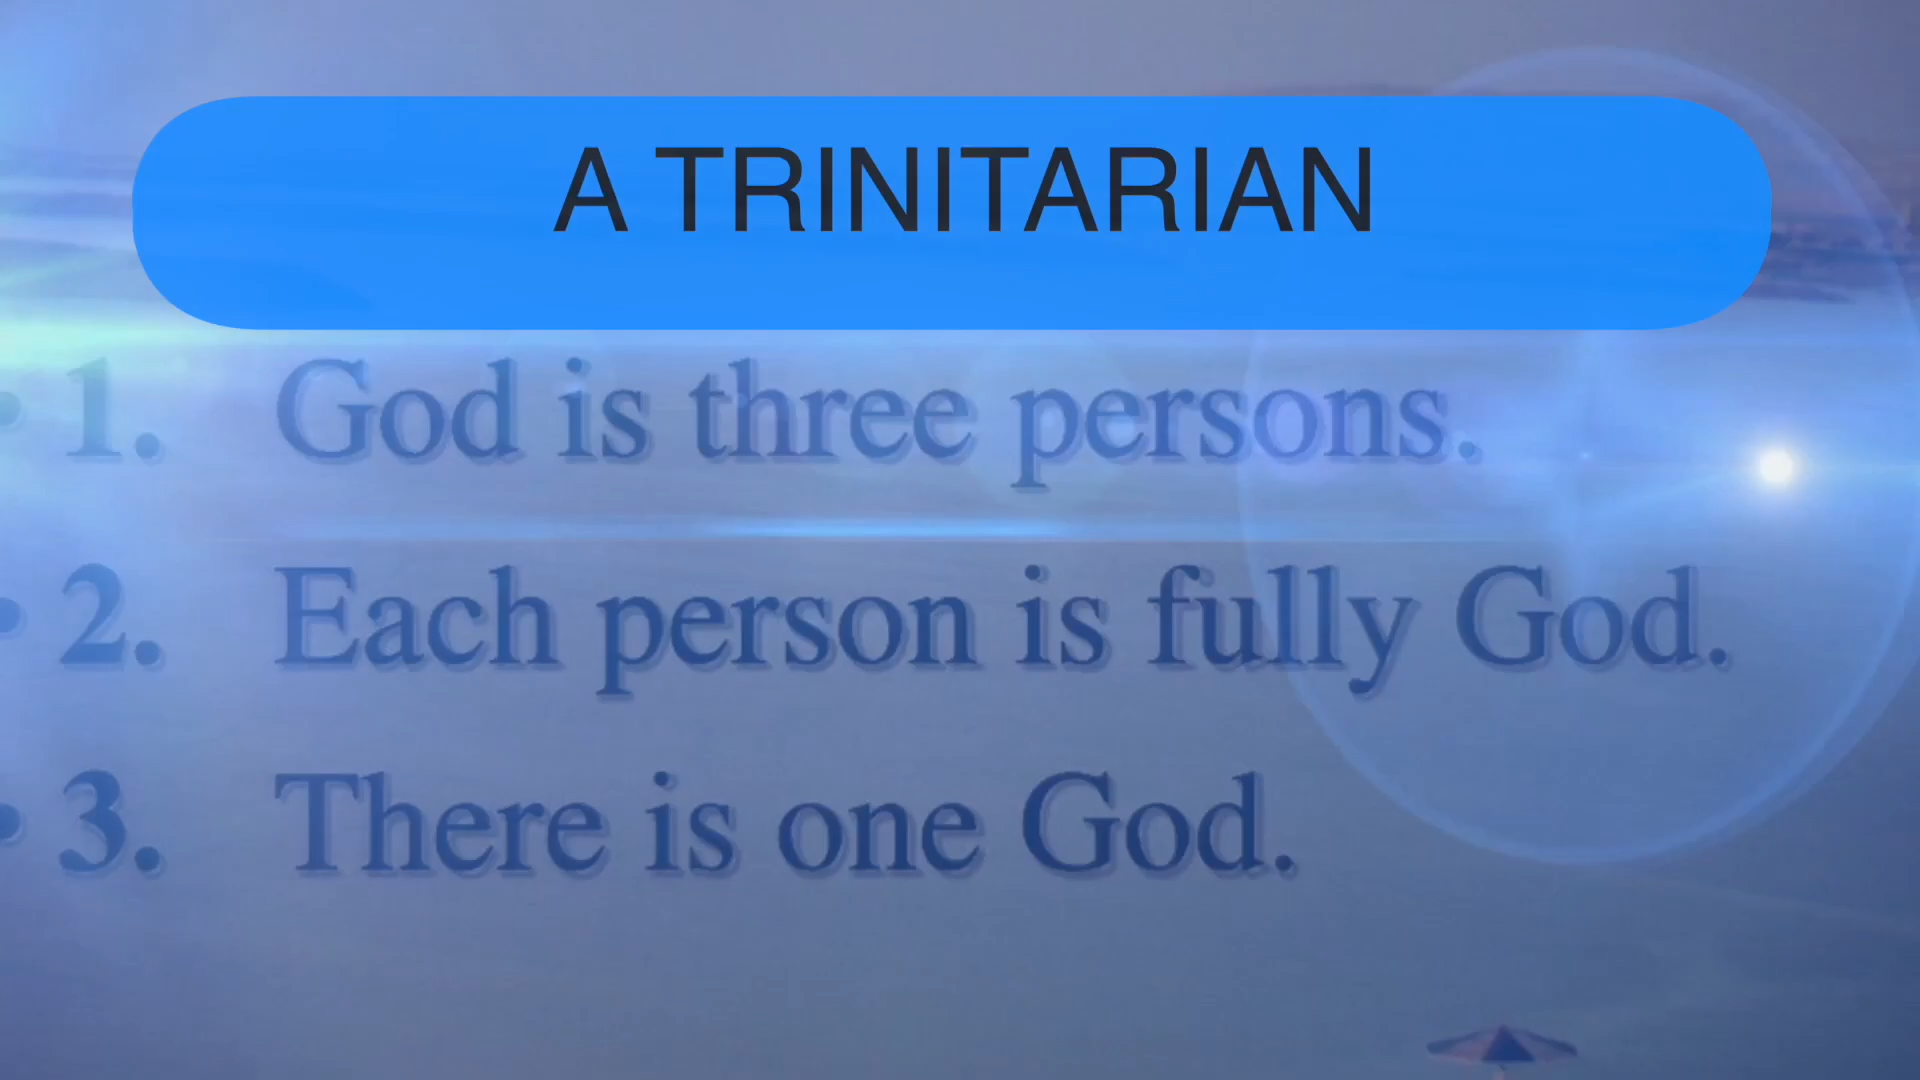 A TRINITARIAN
• 1. God is three persons.
• 2. Each person is fully God.
• 3. There is one God.